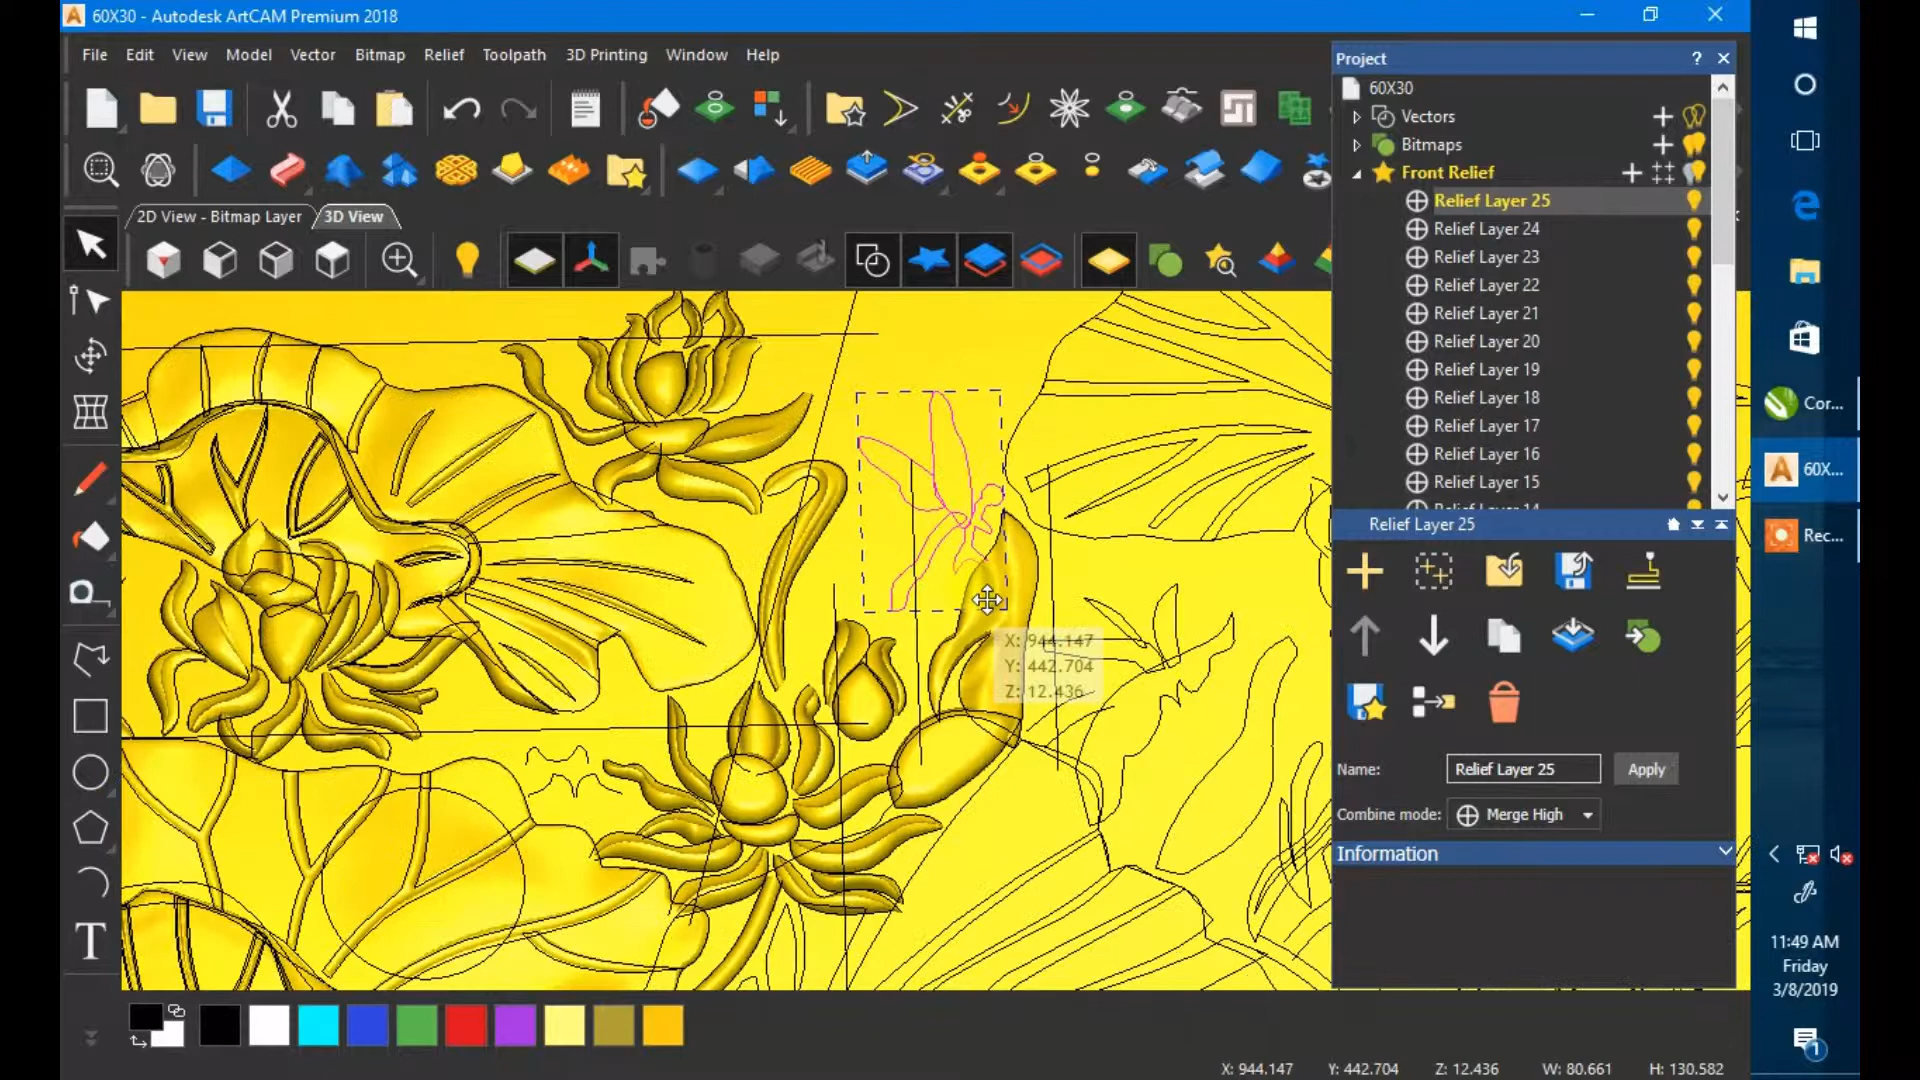 60X30 - Autodesk ArtCAM Premium 2018
File Edit View Model Vector Bitmap Relief Toolpath 3D Printing Window Help
2D View - Bitmap Layer 3D View
X: 944.147
Y: 442.704
Z: 12.436
Project
60X30
Vectors
Bitmaps
Front Relief
Relief Layer 25
Relief Layer 24
Relief Layer 23
Relief Layer 22
Relief Layer 21
Relief Layer 20
Relief Layer 19
Relief Layer 18
Relief Layer 17
Relief Layer 16
Relief Layer 15
Relief Layer 14
Relief Layer 25
Name: Relief Layer 25 Apply
Combine mode: Merge High
Information
X: 944.147 Y: 442.704 Z: 12.436 W: 80.661 H: 130.582
Cor...
60X...
Rec...
11:49 AM
Friday
3/8/2019
1